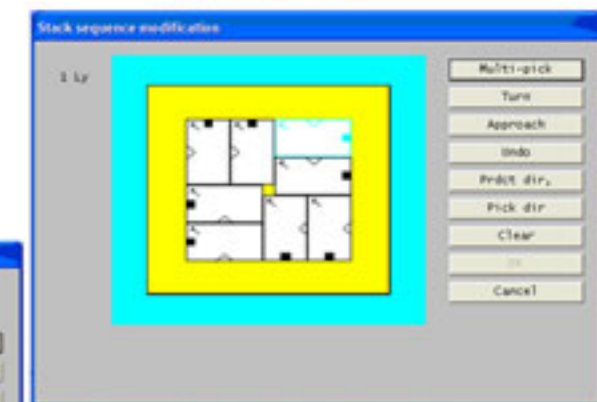 Stack sequence modification
1 Ly
Multi-pick
Turn
Approach
Undo
Prdct dir.
Pick dir
Clear
OK
Cancel